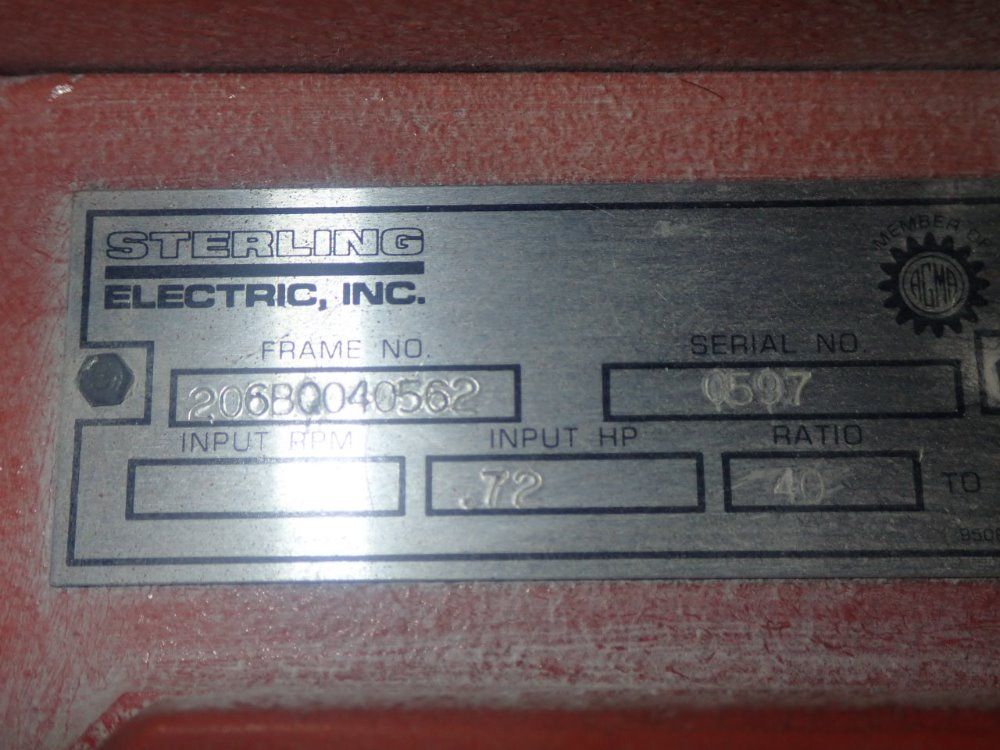 STERLING
ELECTRIC, INC.
MEMBER OF
AGMA
FRAME NO. SERIAL NO
206BQ040562 0597
INPUT RPM INPUT HP RATIO
.72 40 TO